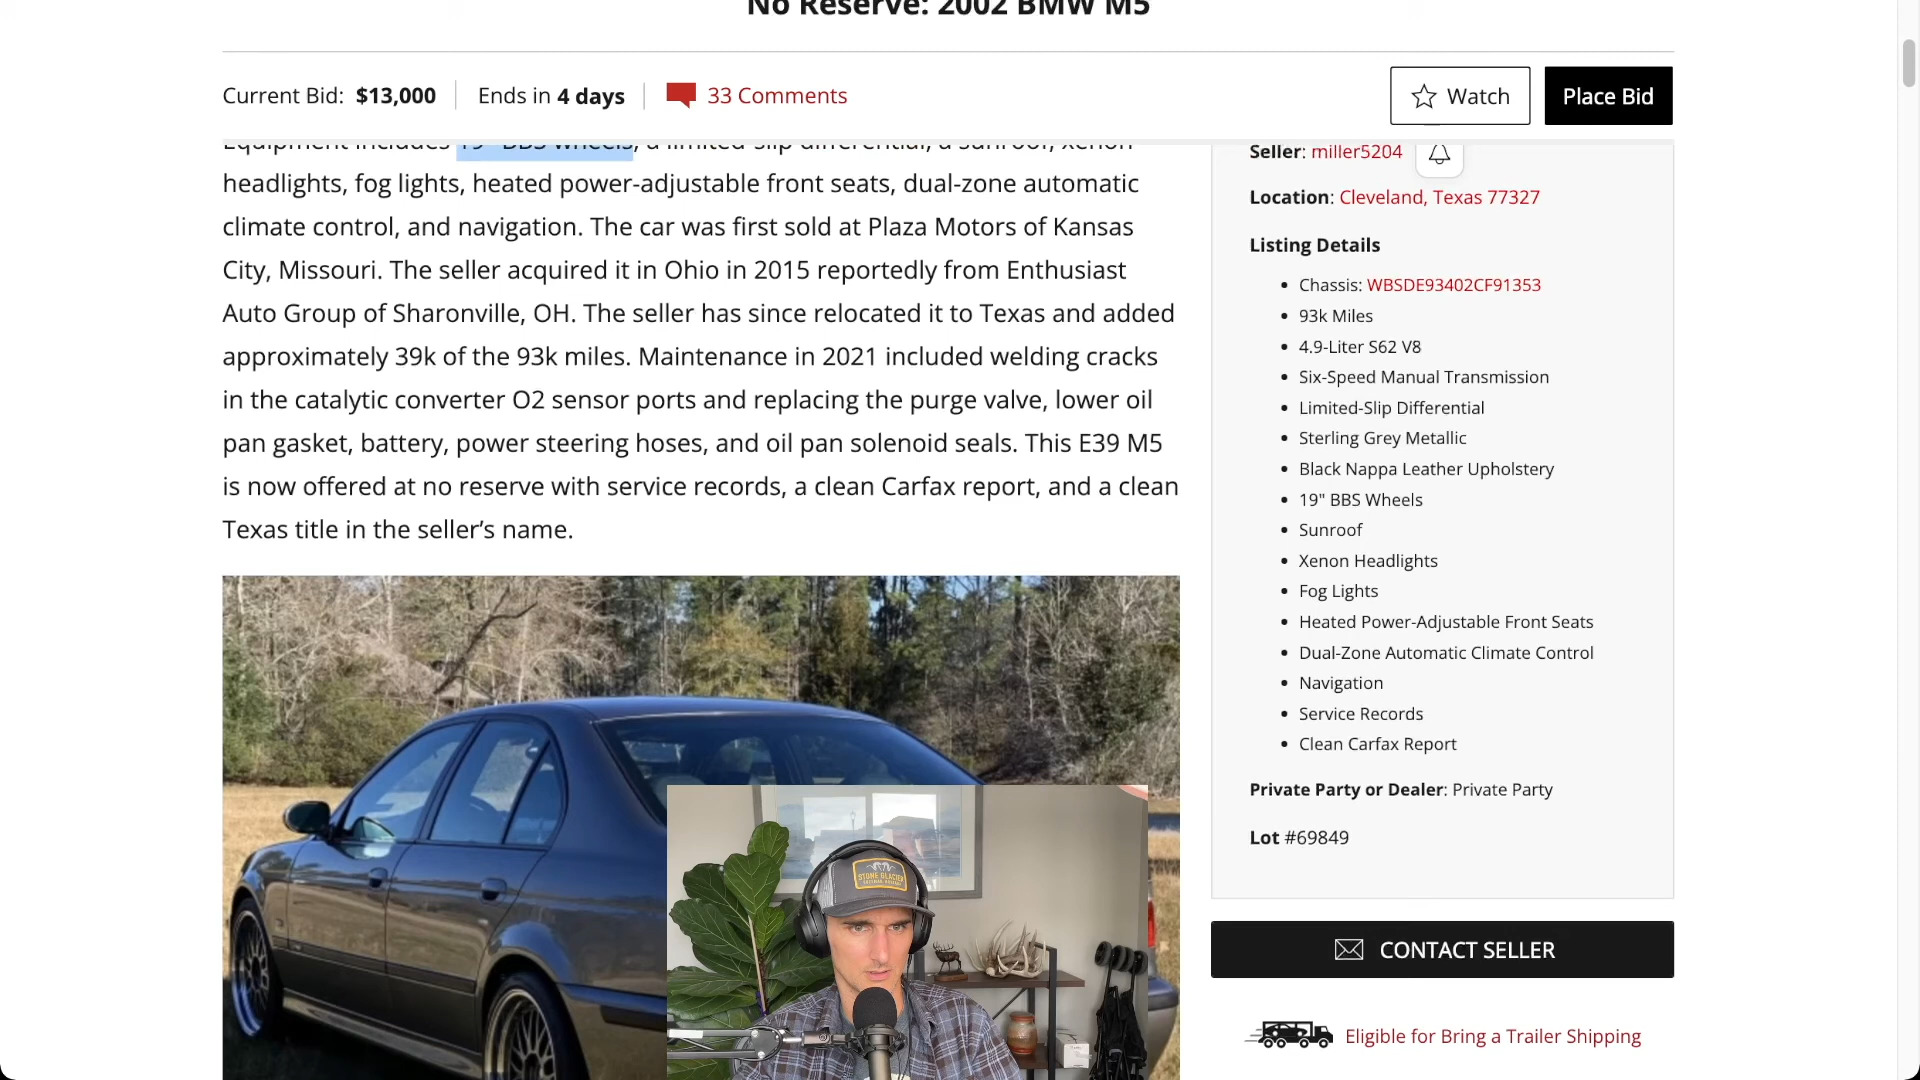 No Reserve: 2002 BMW M5
Current Bid: $13,000
Ends in 4 days
33 Comments
Watch
Place Bid
Equipment includes 19" BBS wheels, a limited-slip differential, a sunroof, xenon
headlights, fog lights, heated power-adjustable front seats, dual-zone automatic
climate control, and navigation. The car was first sold at Plaza Motors of Kansas
City, Missouri. The seller acquired it in Ohio in 2015 reportedly from Enthusiast
Auto Group of Sharonville, OH. The seller has since relocated it to Texas and added
approximately 39k of the 93k miles. Maintenance in 2021 included welding cracks
in the catalytic converter O2 sensor ports and replacing the purge valve, lower oil
pan gasket, battery, power steering hoses, and oil pan solenoid seals. This E39 M5
is now offered at no reserve with service records, a clean Carfax report, and a clean
Texas title in the seller’s name.
Seller: miller5204
Location: Cleveland, Texas 77327
Listing Details
Chassis: WBSDE93402CF91353
93k Miles
4.9-Liter S62 V8
Six-Speed Manual Transmission
Limited-Slip Differential
Sterling Grey Metallic
Black Nappa Leather Upholstery
19" BBS Wheels
Sunroof
Xenon Headlights
Fog Lights
Heated Power-Adjustable Front Seats
Dual-Zone Automatic Climate Control
Navigation
Service Records
Clean Carfax Report
Private Party or Dealer: Private Party
Lot #69849
CONTACT SELLER
Eligible for Bring a Trailer Shipping
STONE GLACIER